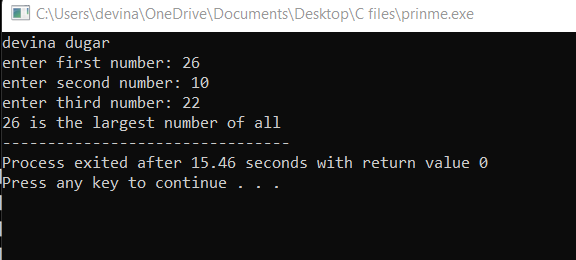 C:\Users\devina\OneDrive\Documents\Desktop\C files\prinme.exe
devina dugar
enter first number: 26
enter second number: 10
enter third number: 22
26 is the largest number of all
--------------------------------
Process exited after 15.46 seconds with return value 0
Press any key to continue . . .